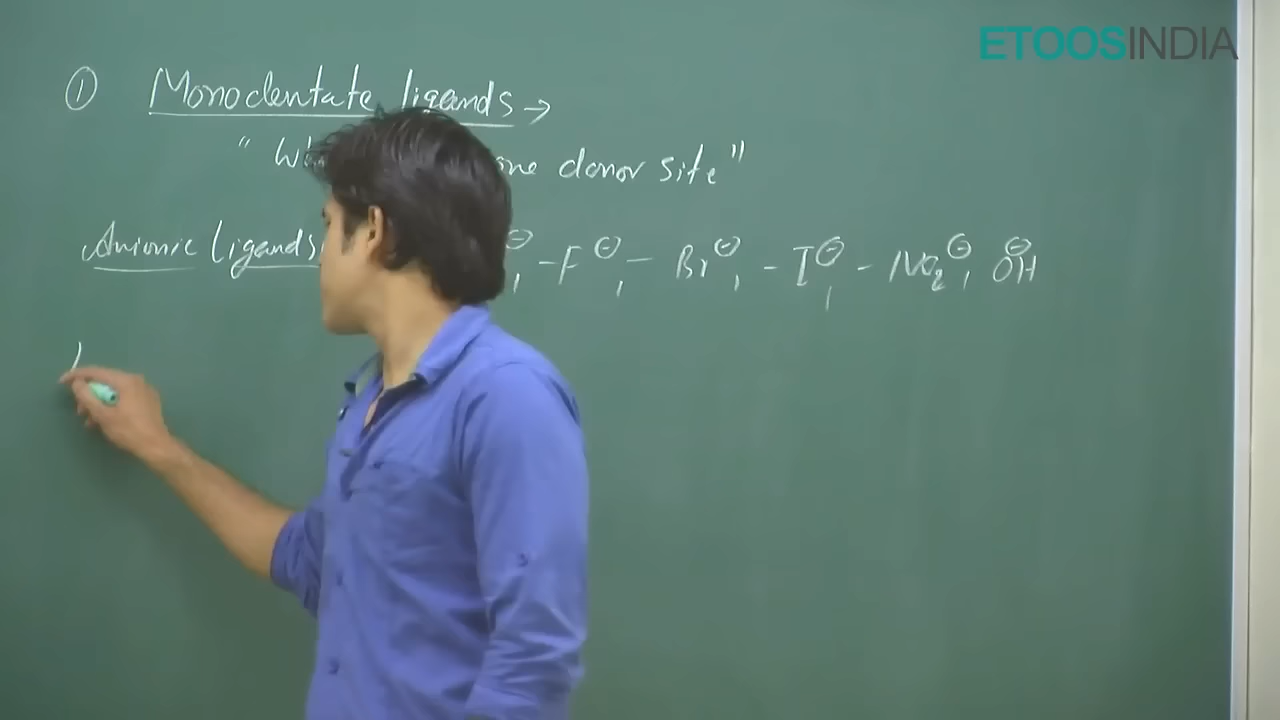 ETOOSINDIA
① Monodentate ligands →
" one donor site"
Anionic ligands ⊖, – F⊖, – Br⊖, – I⊖, – NO₂⊖, OH⊖